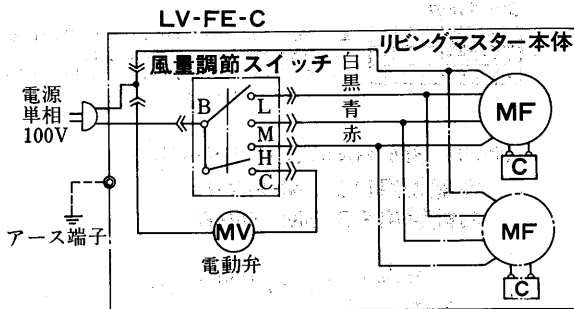 LV-FE-C
リビングマスター本体
風量調節スイッチ
電源
単相
100V
B
L
M
H
C
白
黒
青
赤
MF
C
アース端子
MV
電動弁
MF
C